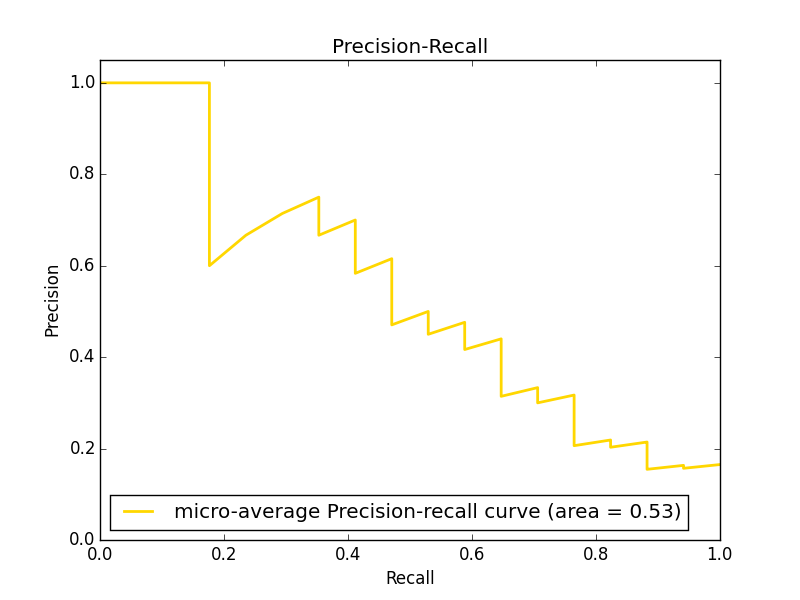 Precision-Recall
1.0
0.8
0.6
0.4
0.2
0.0
Precision
micro-average Precision-recall curve (area = 0.53)
0.0 0.2 0.4 0.6 0.8 1.0
Recall